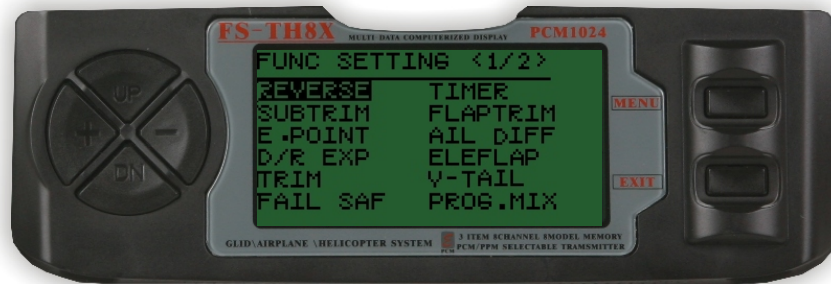 FS-TH8X MULTI DATA COMPUTERIZED DISPLAY PCM1024
FUNC SETTING <1/2>
REVERSE TIMER
SUBTRIM FLAPTRIM
E.POINT AIL DIFF
D/R EXP ELEFLAP
TRIM V-TAIL
FAIL SAF PROG.MIX
UP
+ -
DN
MENU
EXIT
GLID\AIRPLANE \HELICOPTER SYSTEM
PCM
3 ITEM 8CHANNEL 8MODEL MEMORY
PCM/PPM SELECTABLE TRAMSMITTER